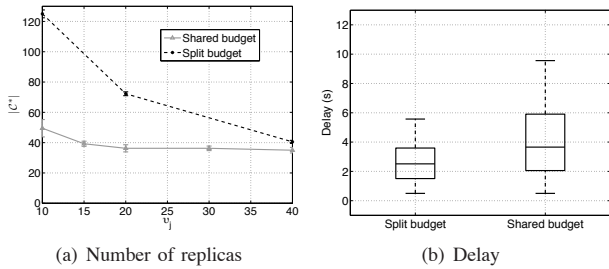 120
100
80
60
40
20
0
|C*|
10
15
20
25
30
35
40
υj
Shared budget
Split budget
(a) Number of replicas
12
10
8
6
4
2
0
Delay (s)
Split budget
Shared budget
(b) Delay